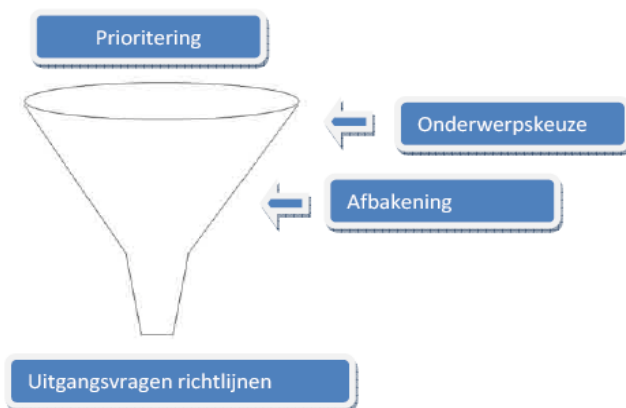 Prioritering
Onderwerpskeuze
Afbakening
Uitgangsvragen richtlijnen